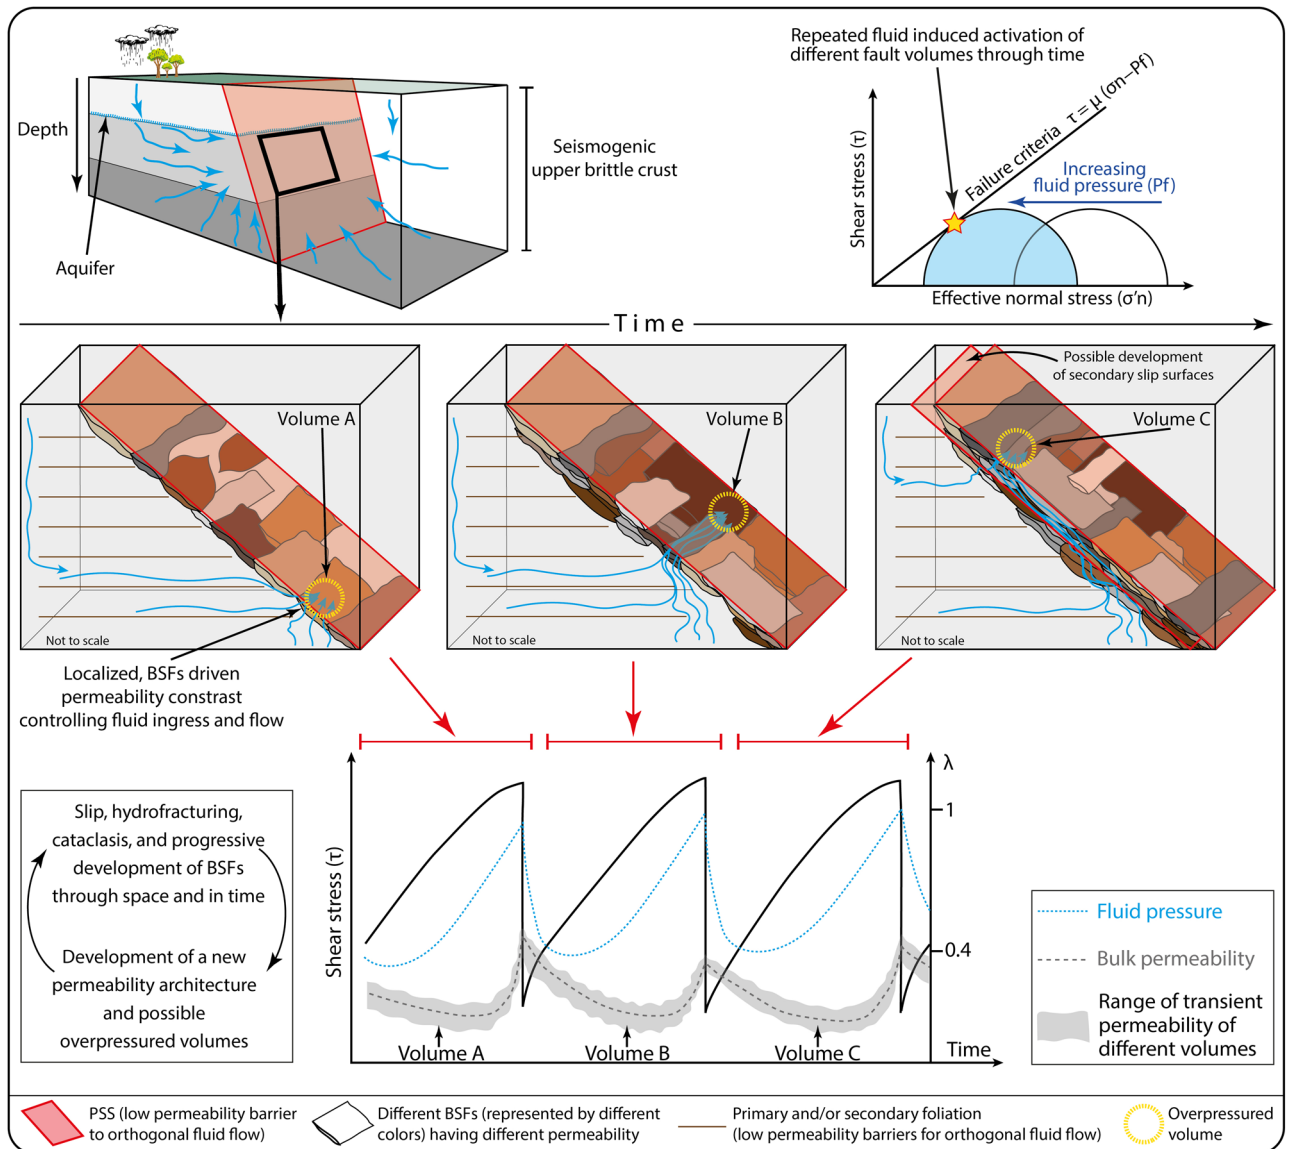 Depth
Aquifer
Seismogenic
upper brittle crust
Repeated fluid induced activation of
different fault volumes through time
Shear stress (τ)
Failure criteria τ = μ (σn−Pf)
Increasing
fluid pressure (Pf)
Effective normal stress (σ'n)
Time
Volume A
Not to scale
Volume B
Not to scale
Possible development
of secondary slip surfaces
Volume C
Not to scale
Localized, BSFs driven
permeability constrast
controlling fluid ingress and flow
Slip, hydrofracturing,
cataclasis, and progressive
development of BSFs
through space and in time
Development of a new
permeability architecture
and possible
overpressured volumes
Shear stress (τ)
λ
1
0.4
Volume A
Volume B
Volume C
Time
Fluid pressure
Bulk permeability
Range of transient
permeability of
different volumes
PSS (low permeability barrier
to orthogonal fluid flow)
Different BSFs (represented by different
colors) having different permeability
Primary and/or secondary foliation
(low permeability barriers for orthogonal fluid flow)
Overpressured
volume